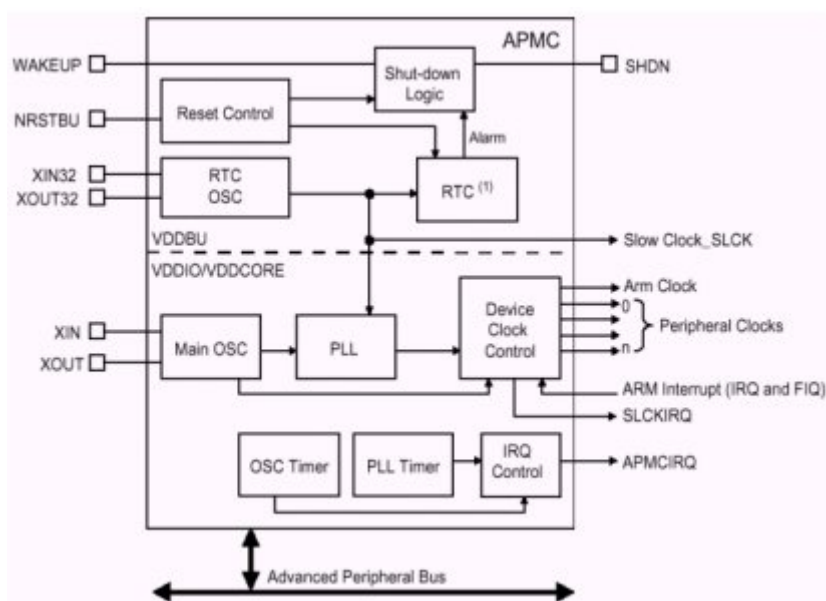 APMC
WAKEUP
Shut-down
Logic
SHDN
NRSTBU
Reset Control
Alarm
XIN32
XOUT32
RTC
OSC
RTC (1)
VDDBU
Slow Clock_SLCK
VDDIO/VDDCORE
Arm Clock
0
Peripheral Clocks
n
XIN
XOUT
Main OSC
PLL
Device
Clock
Control
ARM Interrupt (IRQ and FIQ)
SLCKIRQ
OSC Timer
PLL Timer
IRQ
Control
APMCIRQ
Advanced Peripheral Bus